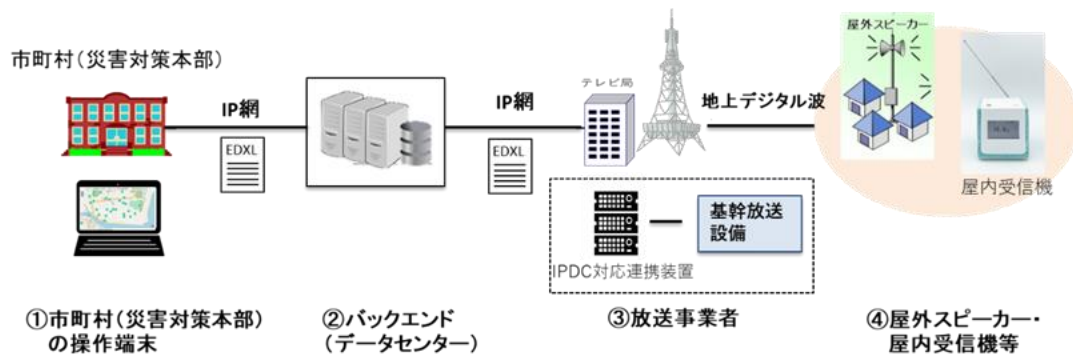 市町村(災害対策本部)
IP網
EDXL
IP網
EDXL
テレビ局
地上デジタル波
屋外スピーカー
屋内受信機
IPDC対応連携装置
基幹放送
設備
①市町村(災害対策本部)
の操作端末
②バックエンド
(データセンター)
③放送事業者
④屋外スピーカー・
屋内受信機等